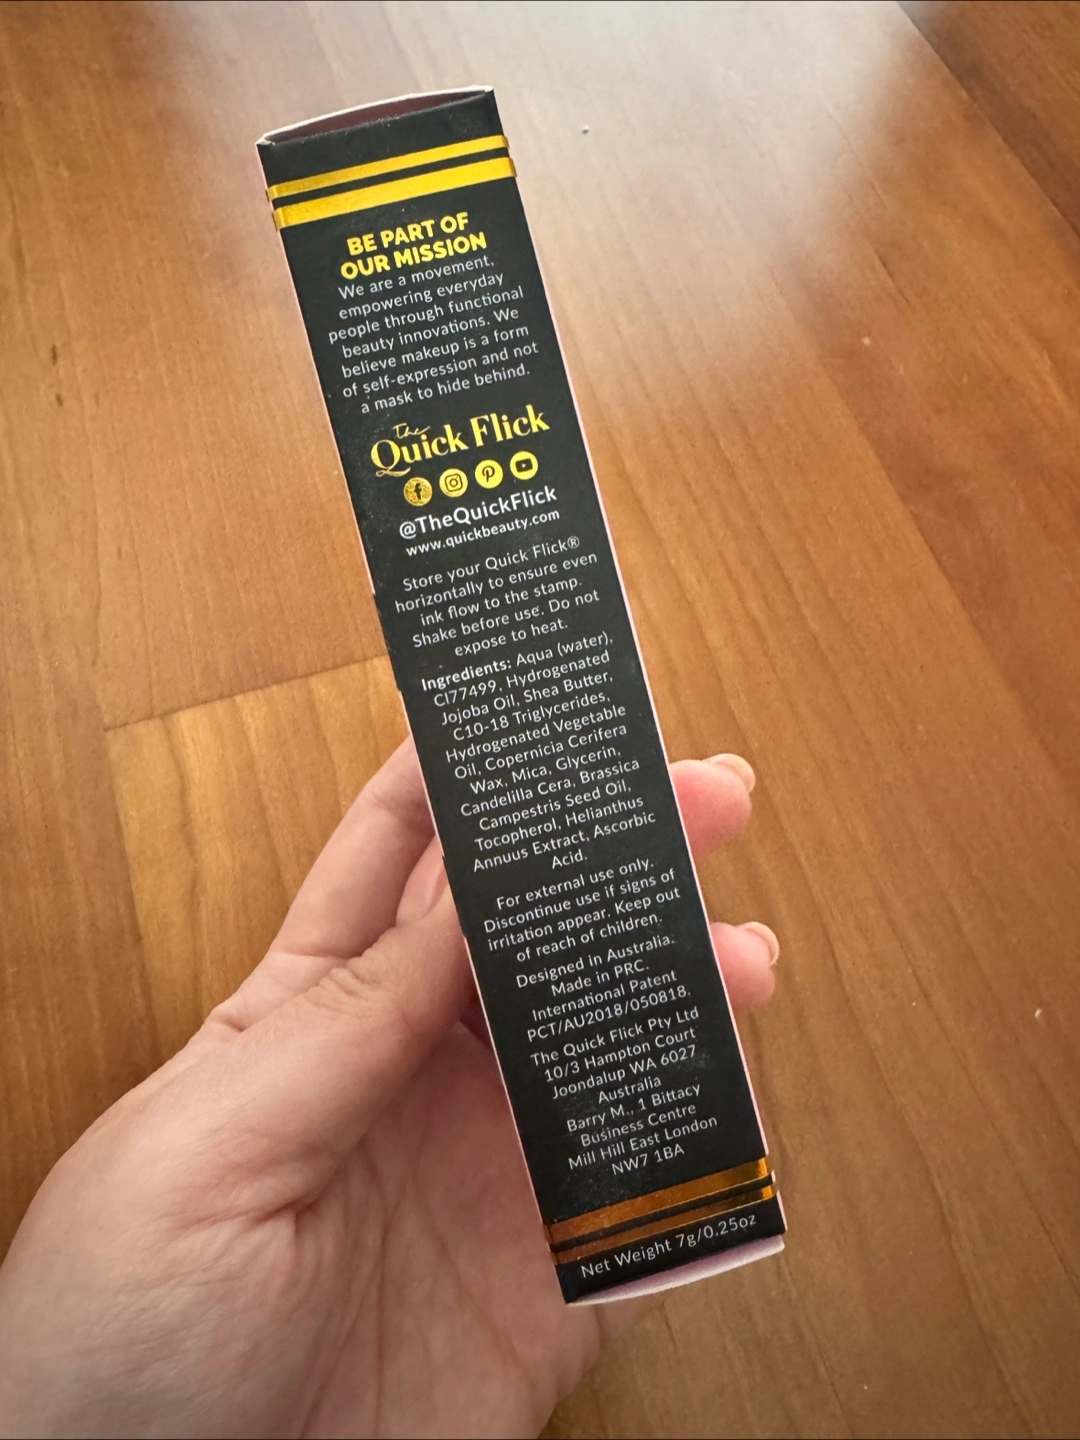 BE PART OF
OUR MISSION
We are a movement,
empowering everyday
people through functional
beauty innovations. We
believe makeup is a form
of self-expression and not
a mask to hide behind.
The
Quick Flick
@TheQuickFlick
www.quickbeauty.com
Store your Quick Flick®
horizontally to ensure even
ink flow to the stamp.
Shake before use. Do not
expose to heat.
Ingredients: Aqua (water),
CI77499, Hydrogenated
Jojoba Oil, Shea Butter,
C10-18 Triglycerides,
Hydrogenated Vegetable
Oil, Copernicia Cerifera
Wax, Mica, Glycerin,
Candelilla Cera, Brassica
Campestris Seed Oil,
Tocopherol, Helianthus
Annuus Extract, Ascorbic
Acid.
For external use only.
Discontinue use if signs of
irritation appear. Keep out
of reach of children.
Designed in Australia.
Made in PRC.
International Patent
PCT/AU2018/050818.
The Quick Flick Pty Ltd
10/3 Hampton Court
Joondalup WA 6027
Australia
Barry M., 1 Bittacy
Business Centre
Mill Hill East London
NW7 1BA
Net Weight 7g/0.25oz